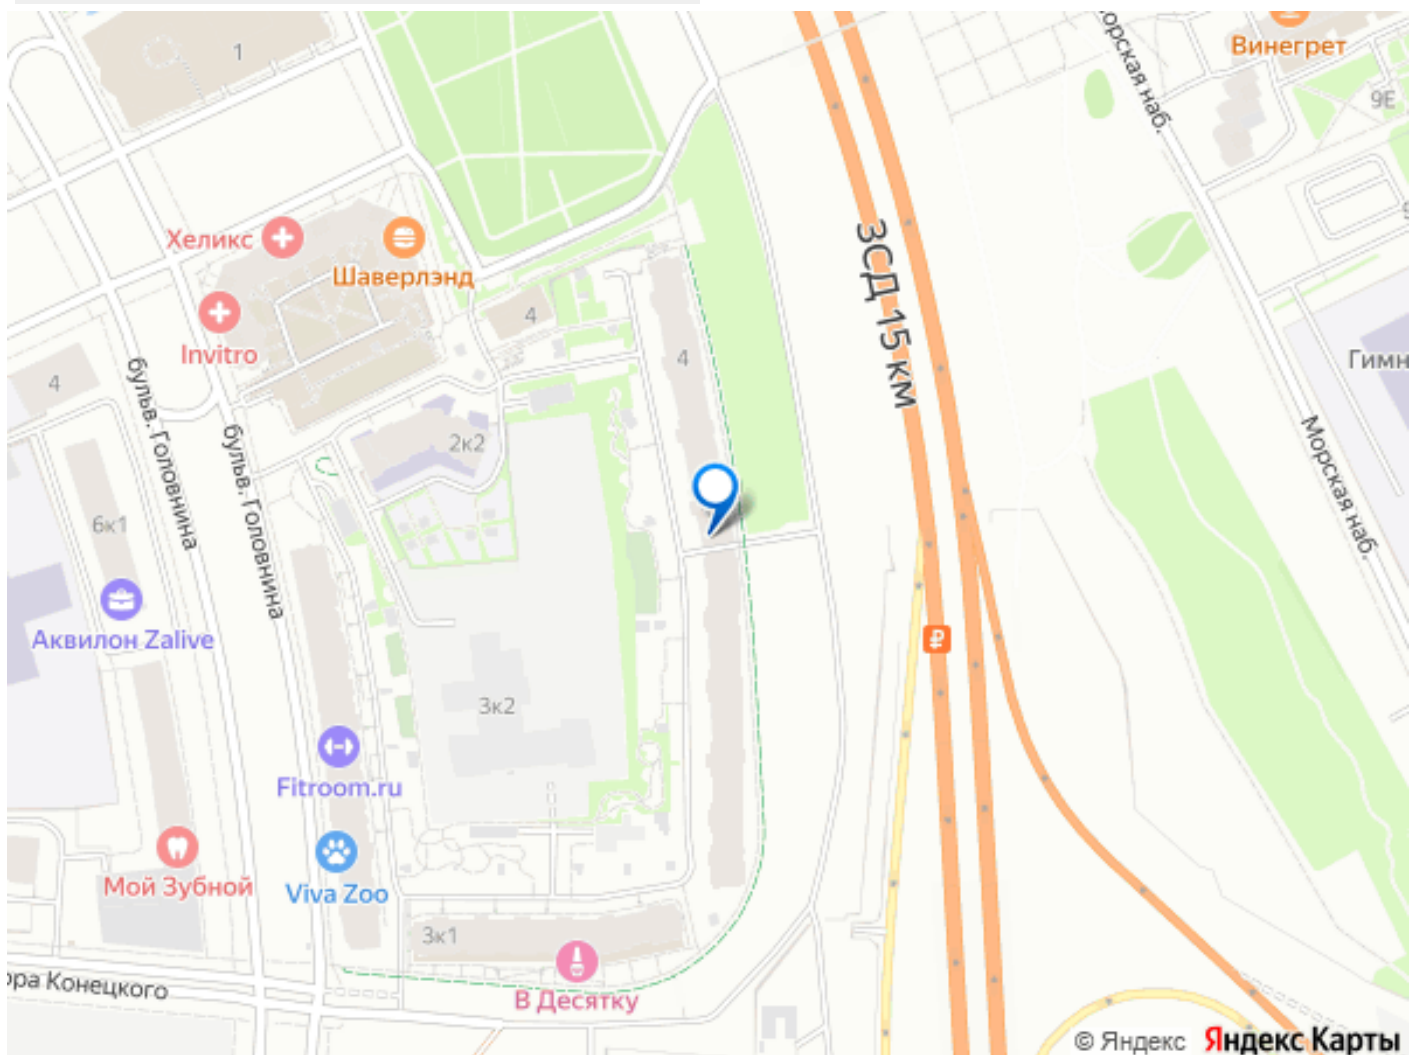 1
Винегрет
9Е
орская наб.
Хеликс
Шаверлэнд
ЗСД 15 км
4
Invitro
4
Гимн
4
бульв. Головнина
бульв. Головнина
2к2
Морская наб.
6к1
Аквилон Zalive
₽
3к2
Fitroom.ru
Мой Зубной
Viva Zoo
3к1
ора Конецкого
В Десятку
© Яндекс Яндекс Карты